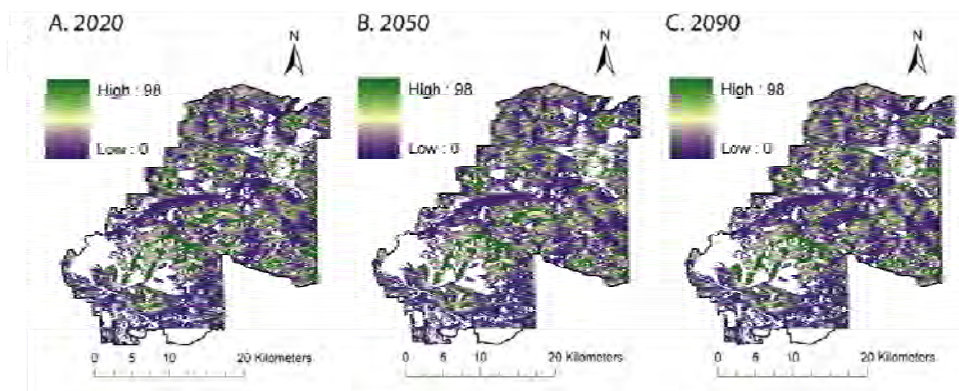 A. 2020
N
High : 98
Low : 0
0 5 10 20 Kilometers
B. 2050
N
High : 98
Low : 0
0 5 10 20 Kilometers
C. 2090
N
High : 98
Low : 0
0 5 10 20 Kilometers